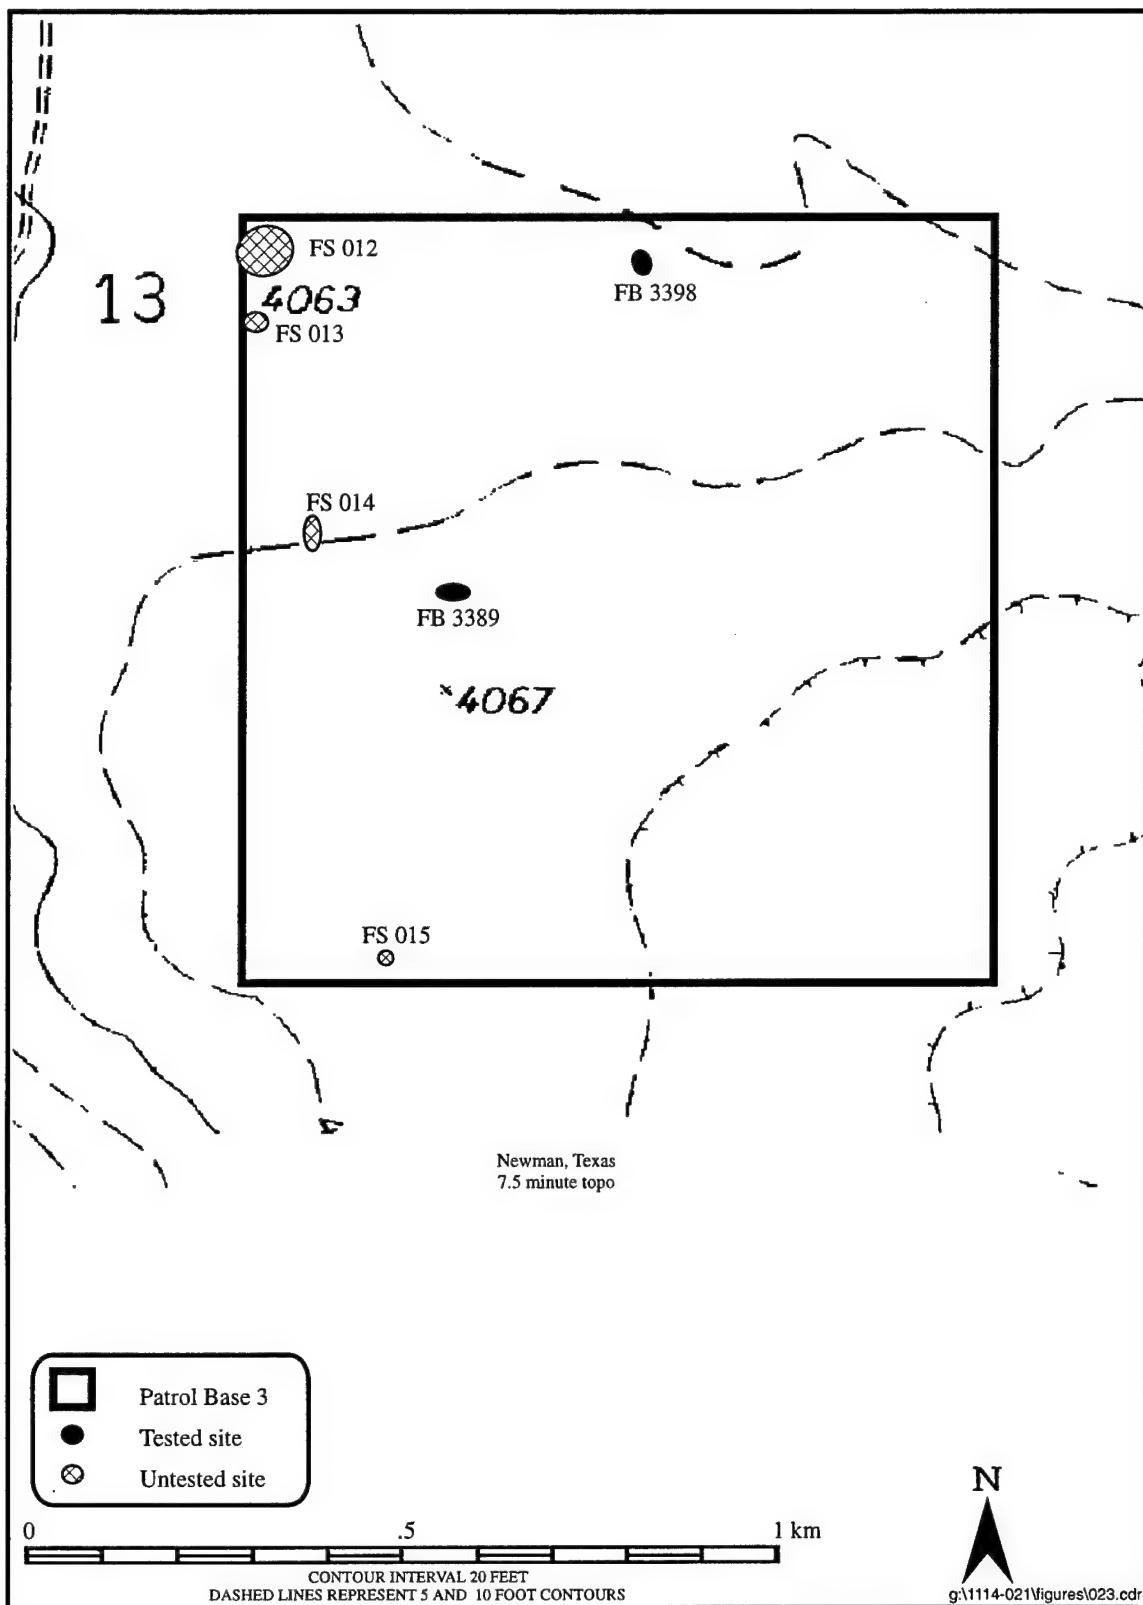 FS 012
4063
13
FB 3398
FS 013
FS 014
FB 3389
×4067
FS 015
Newman, Texas
7.5 minute topo
Patrol Base 3
Tested site
Untested site
N
0 .5 1 km
CONTOUR INTERVAL 20 FEET
DASHED LINES REPRESENT 5 AND 10 FOOT CONTOURS
g:\1114-021\figures\023.cdr